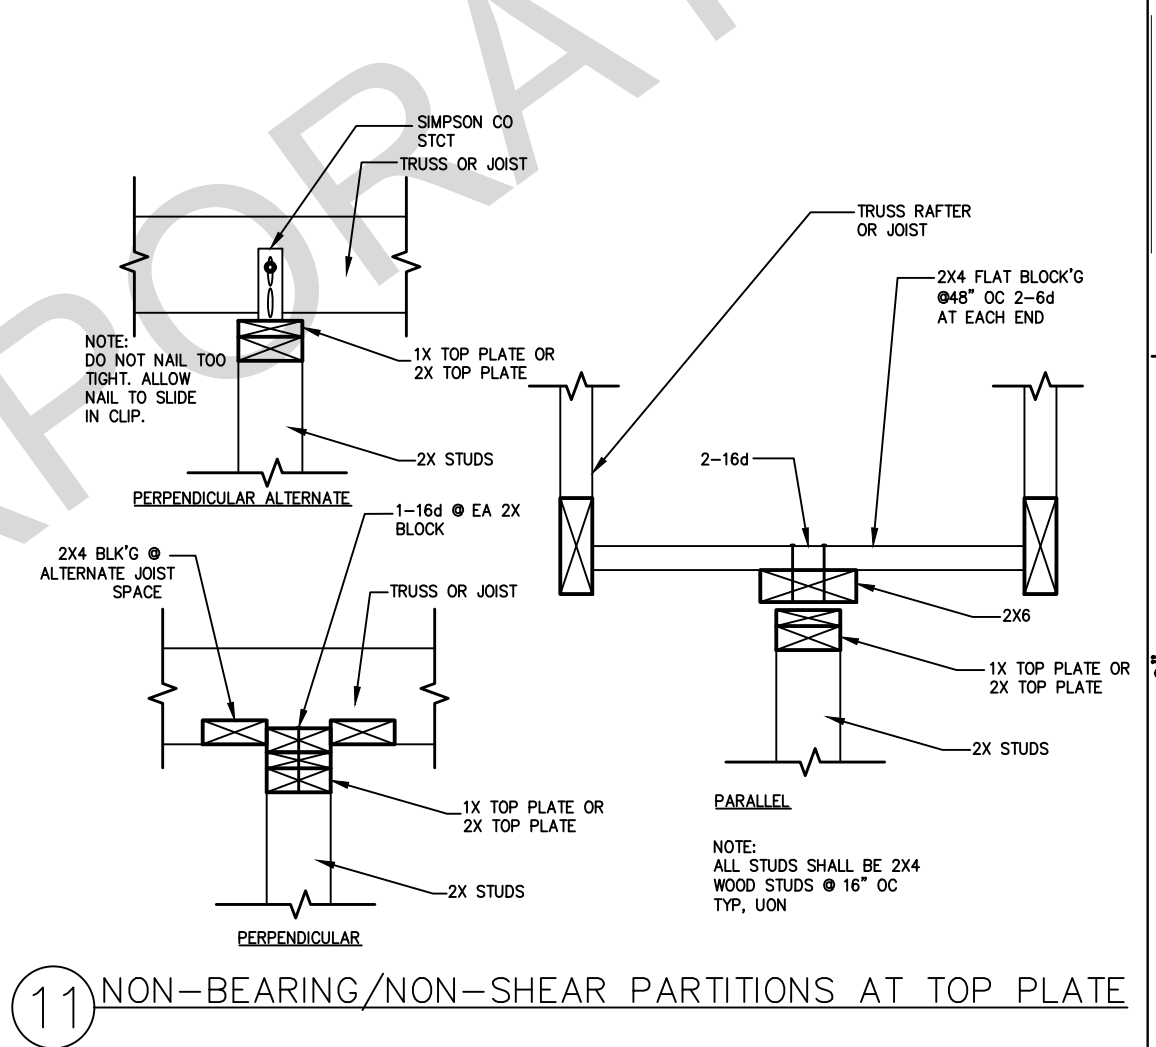 SIMPSON CO
STCT
TRUSS OR JOIST
NOTE:
DO NOT NAIL TOO
TIGHT. ALLOW
NAIL TO SLIDE
IN CLIP.
1X TOP PLATE OR
2X TOP PLATE
2X STUDS
PERPENDICULAR ALTERNATE
TRUSS RAFTER
OR JOIST
2X4 FLAT BLOCK'G
@48" OC 2-6d
AT EACH END
2-16d
2X6
1X TOP PLATE OR
2X TOP PLATE
2X STUDS
PARALLEL
NOTE:
ALL STUDS SHALL BE 2X4
WOOD STUDS @ 16" OC
TYP, UON
1-16d @ EA 2X
BLOCK
2X4 BLK'G @
ALTERNATE JOIST
SPACE
TRUSS OR JOIST
1X TOP PLATE OR
2X TOP PLATE
2X STUDS
PERPENDICULAR
11 NON-BEARING/NON-SHEAR PARTITIONS AT TOP PLATE